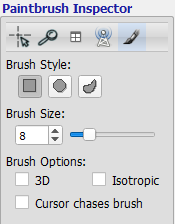 Paintbrush Inspector
Brush Style:
Brush Size:
8
Brush Options:
3D Isotropic
Cursor chases brush